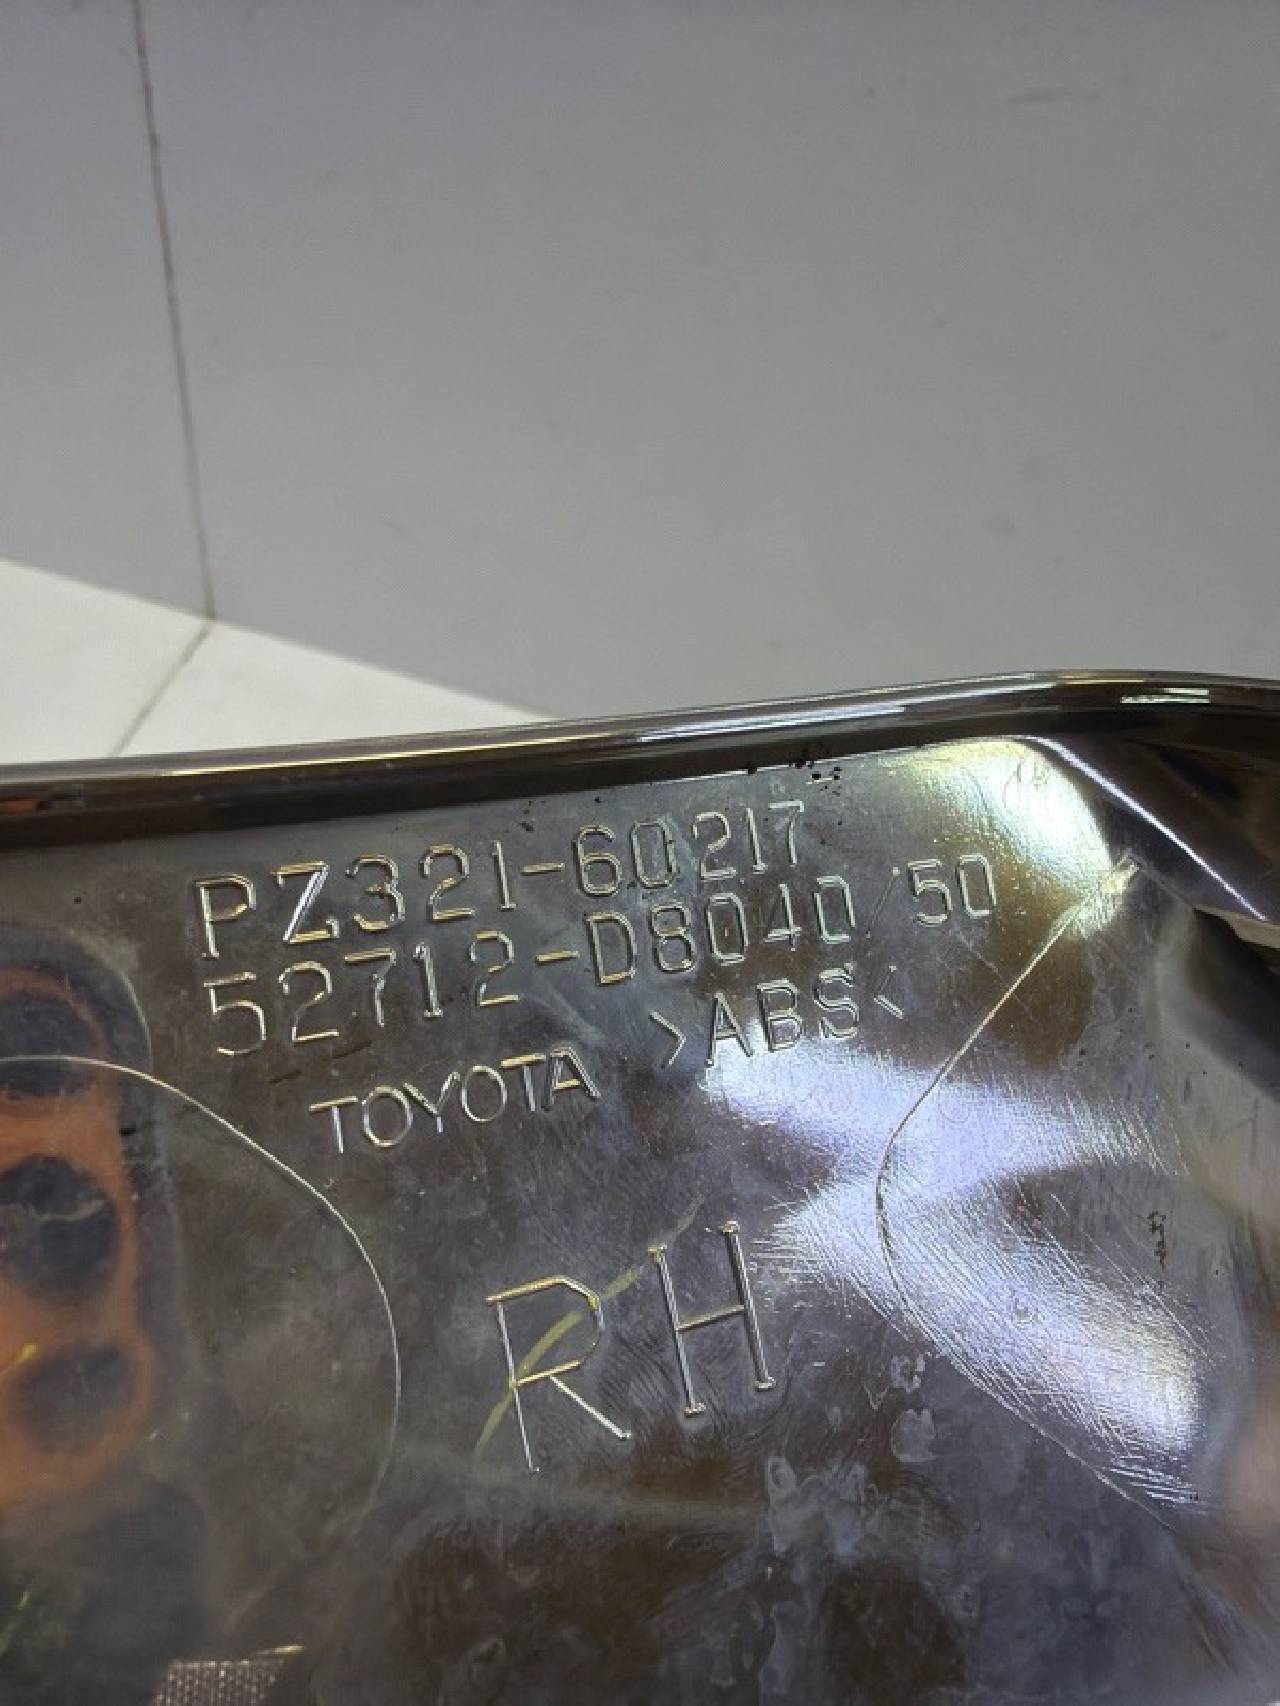 PZ321-60217
52712-D8040/50
TOYOTA >ABS<
RH